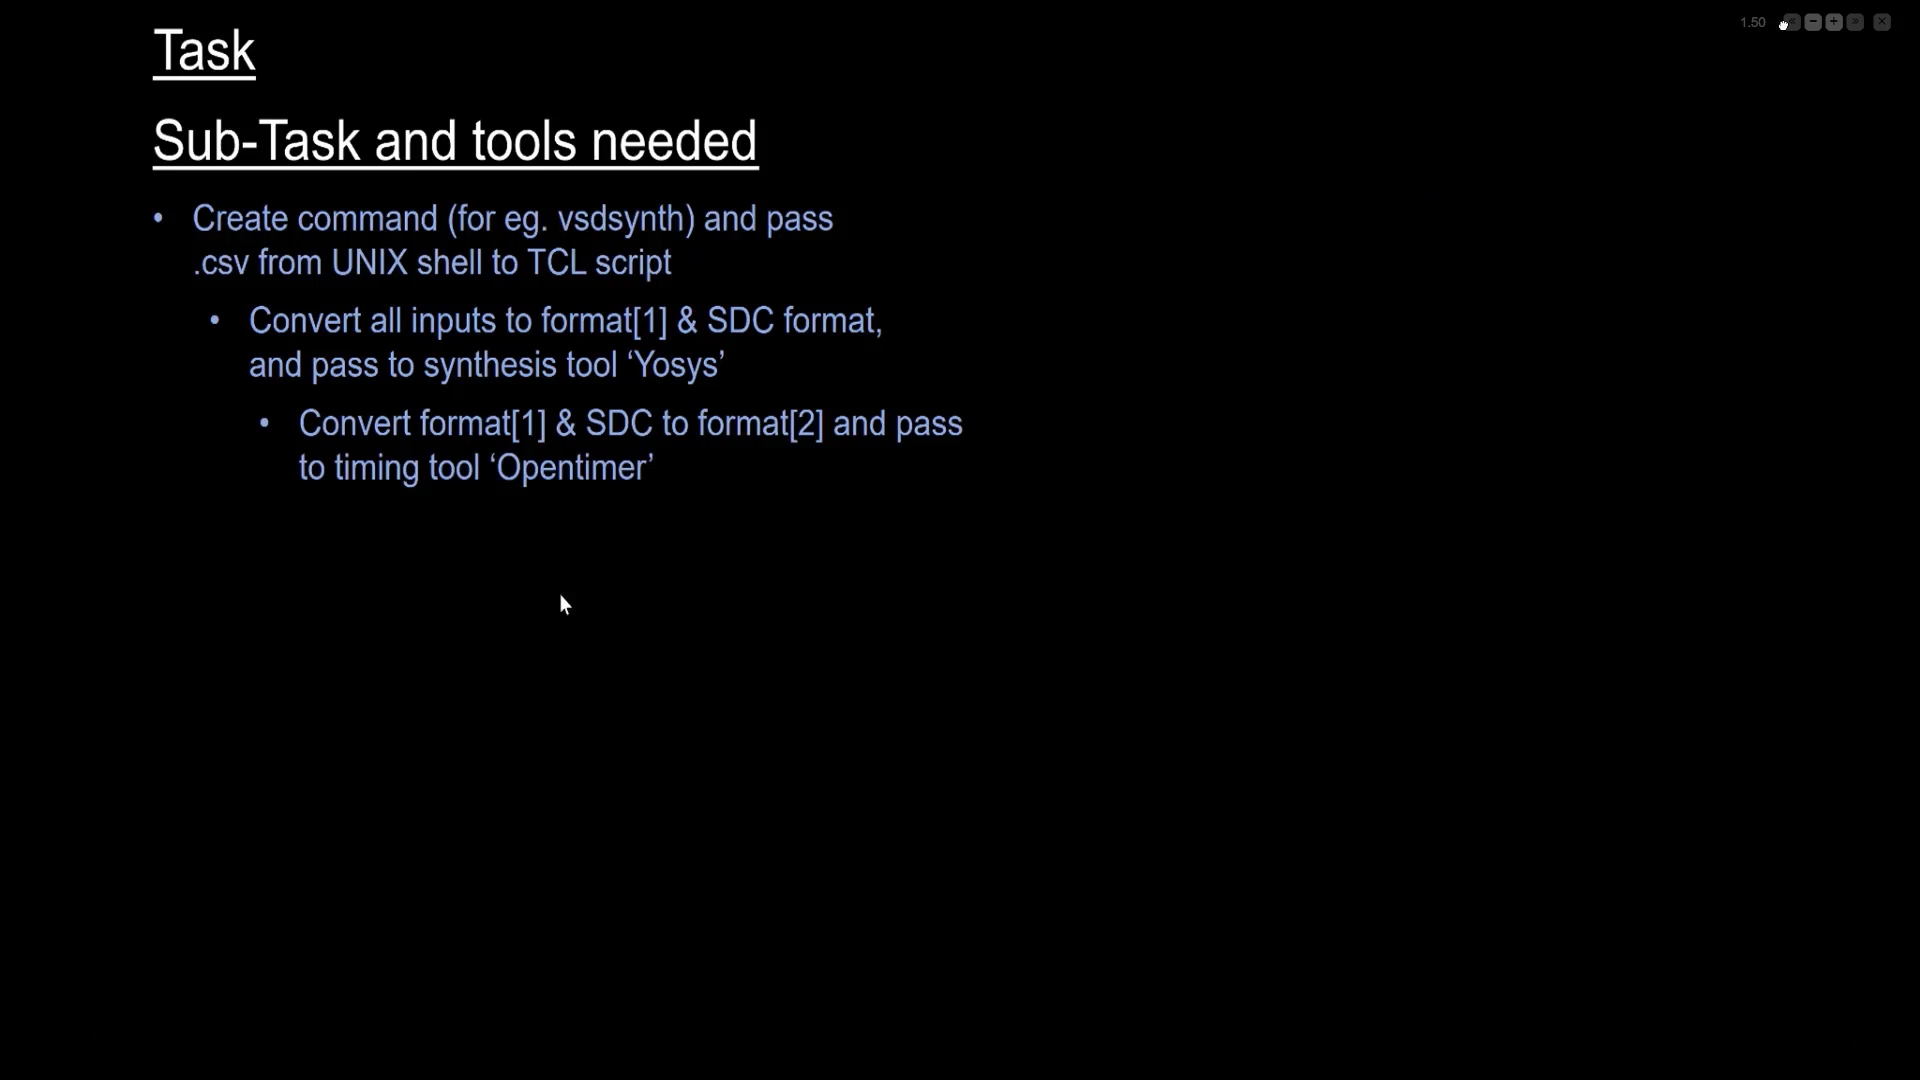 1.50
Task
Sub-Task and tools needed
• Create command (for eg. vsdsynth) and pass
.csv from UNIX shell to TCL script
• Convert all inputs to format[1] & SDC format,
and pass to synthesis tool ‘Yosys’
• Convert format[1] & SDC to format[2] and pass
to timing tool ‘Opentimer’